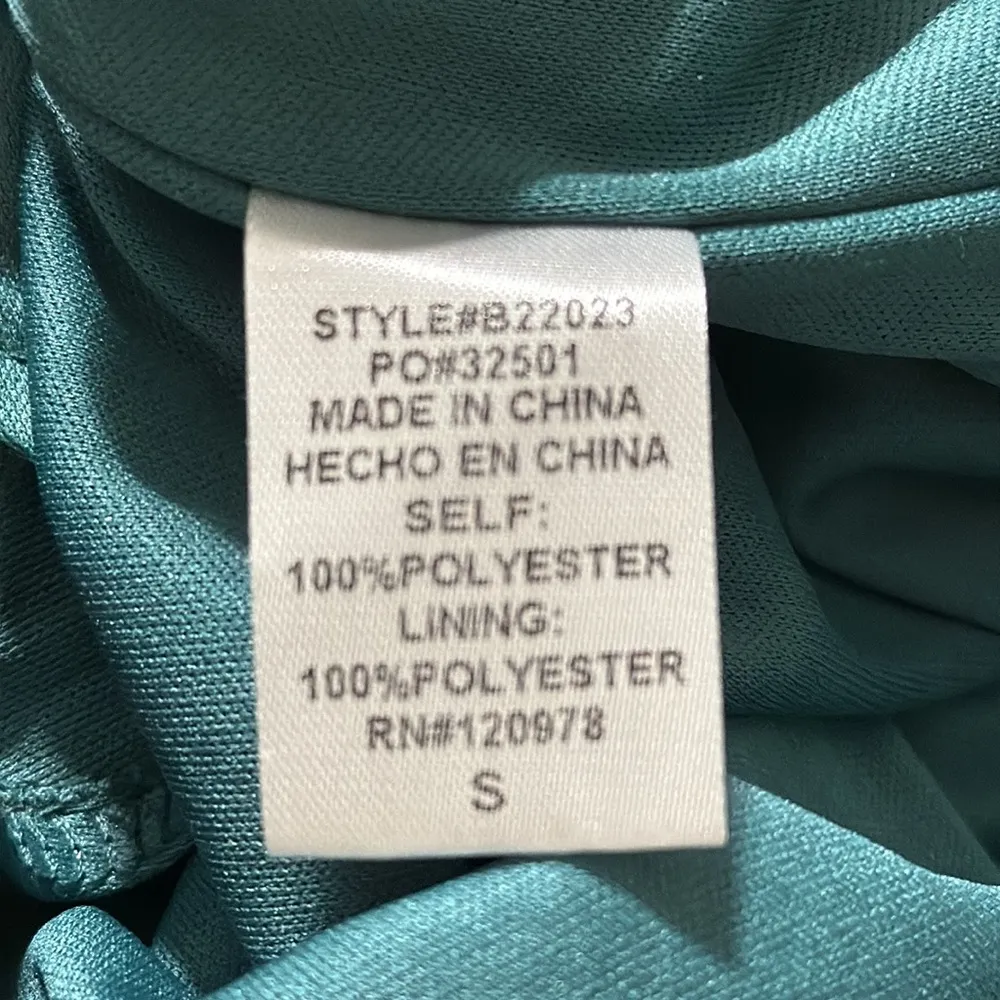 STYLE#B22023
PO#32501
MADE IN CHINA
HECHO EN CHINA
SELF:
100%POLYESTER
LINING:
100%POLYESTER
RN#120978
S